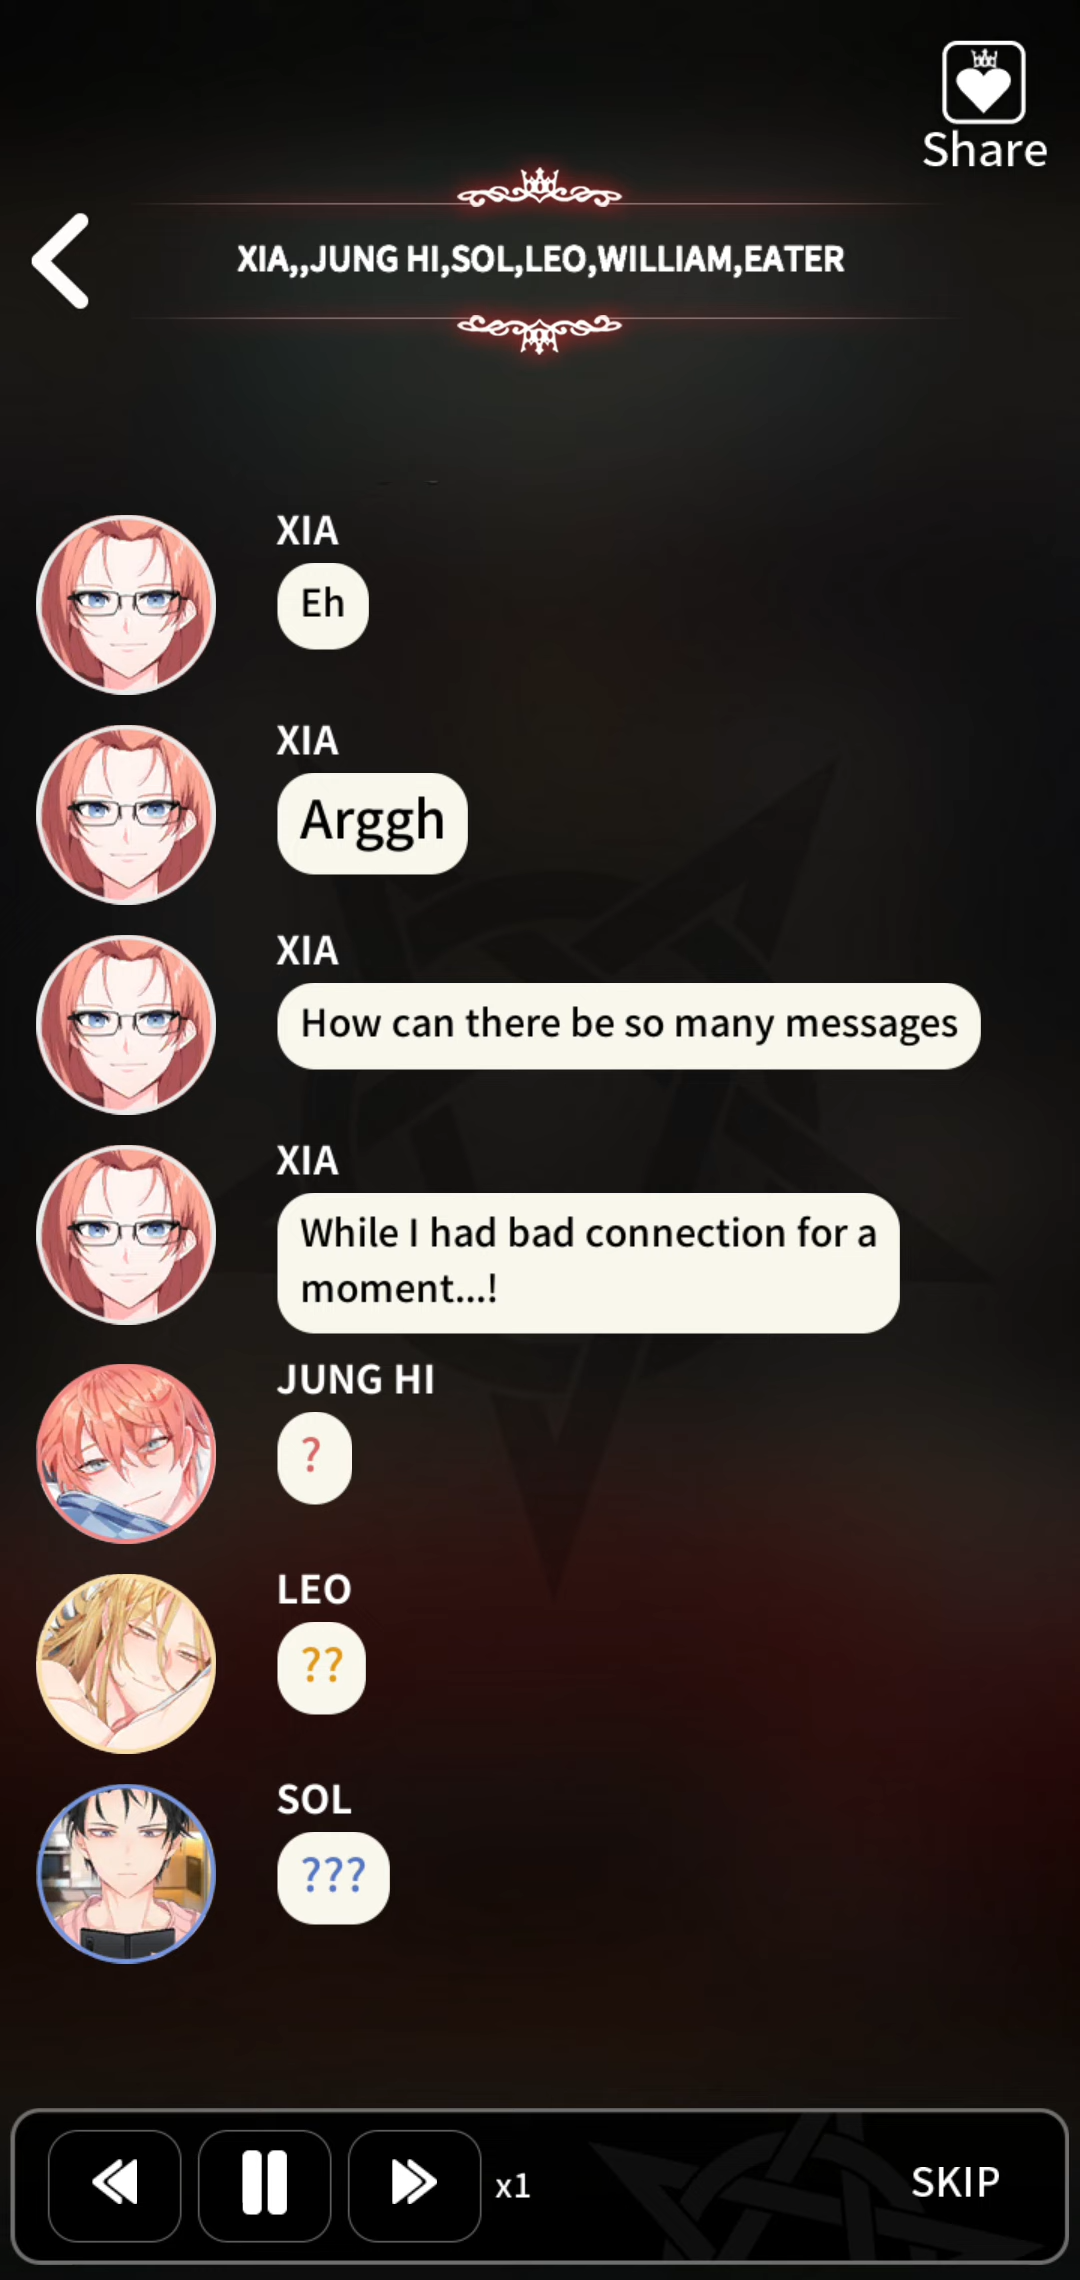 Share
XIA,,JUNG HI,SOL,LEO,WILLIAM,EATER
XIA
Eh
XIA
Arggh
XIA
How can there be so many messages
XIA
While I had bad connection for a
moment...!
JUNG HI
?
LEO
??
SOL
???
x1
SKIP